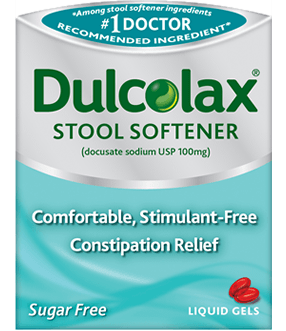 *Among stool softener ingredients
#1 DOCTOR
RECOMMENDED INGREDIENT*
Dulcolax®
STOOL SOFTENER
(docusate sodium USP 100mg)
Comfortable, Stimulant-Free
Constipation Relief
Sugar Free
LIQUID GELS